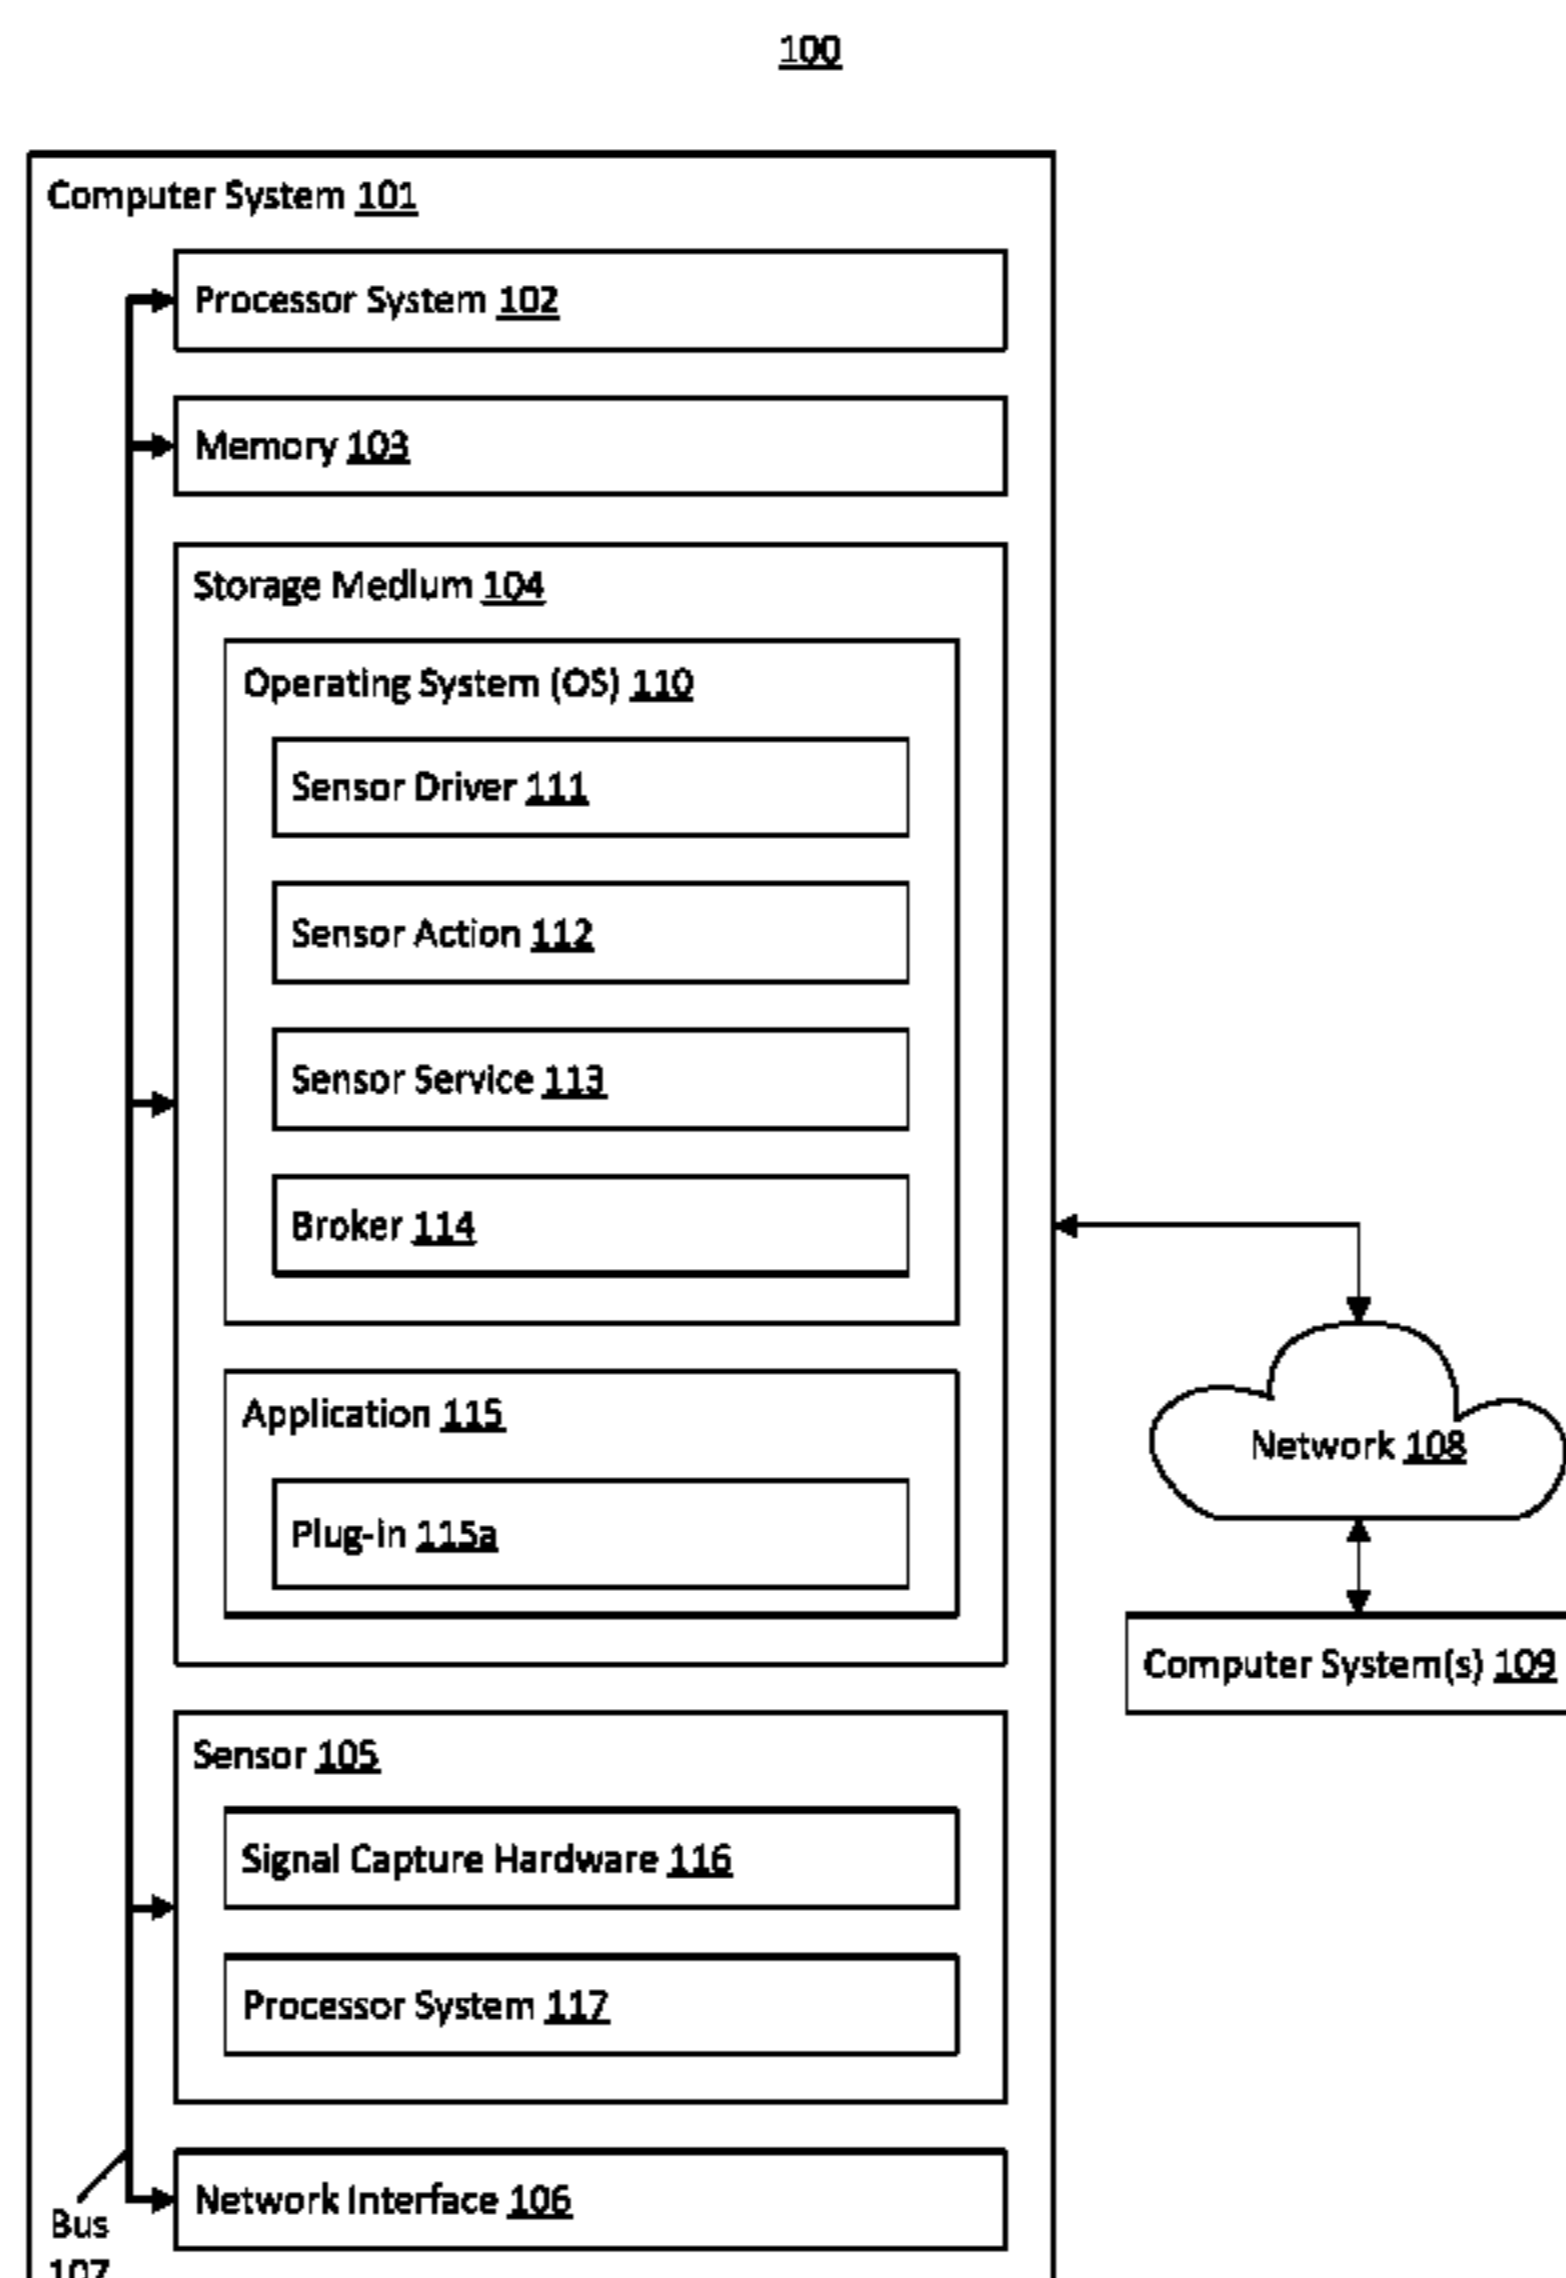 100
Computer System 101
Processor System 102
Memory 103
Storage Medium 104
Operating System (OS) 110
Sensor Driver 111
Sensor Action 112
Sensor Service 113
Broker 114
Application 115
Plug-in 115a
Network 108
Computer System(s) 109
Sensor 105
Signal Capture Hardware 116
Processor System 117
Network Interface 106
Bus
107